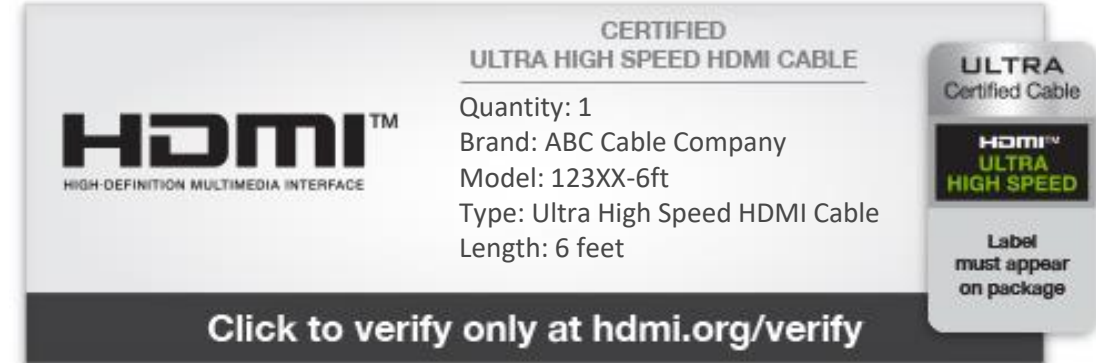 CERTIFIED
ULTRA HIGH SPEED HDMI CABLE
HDMI™
HIGH-DEFINITION MULTIMEDIA INTERFACE
Quantity: 1
Brand: ABC Cable Company
Model: 123XX-6ft
Type: Ultra High Speed HDMI Cable
Length: 6 feet
ULTRA
Certified Cable
HDMI™
ULTRA
HIGH SPEED
Label
must appear
on package
Click to verify only at hdmi.org/verify